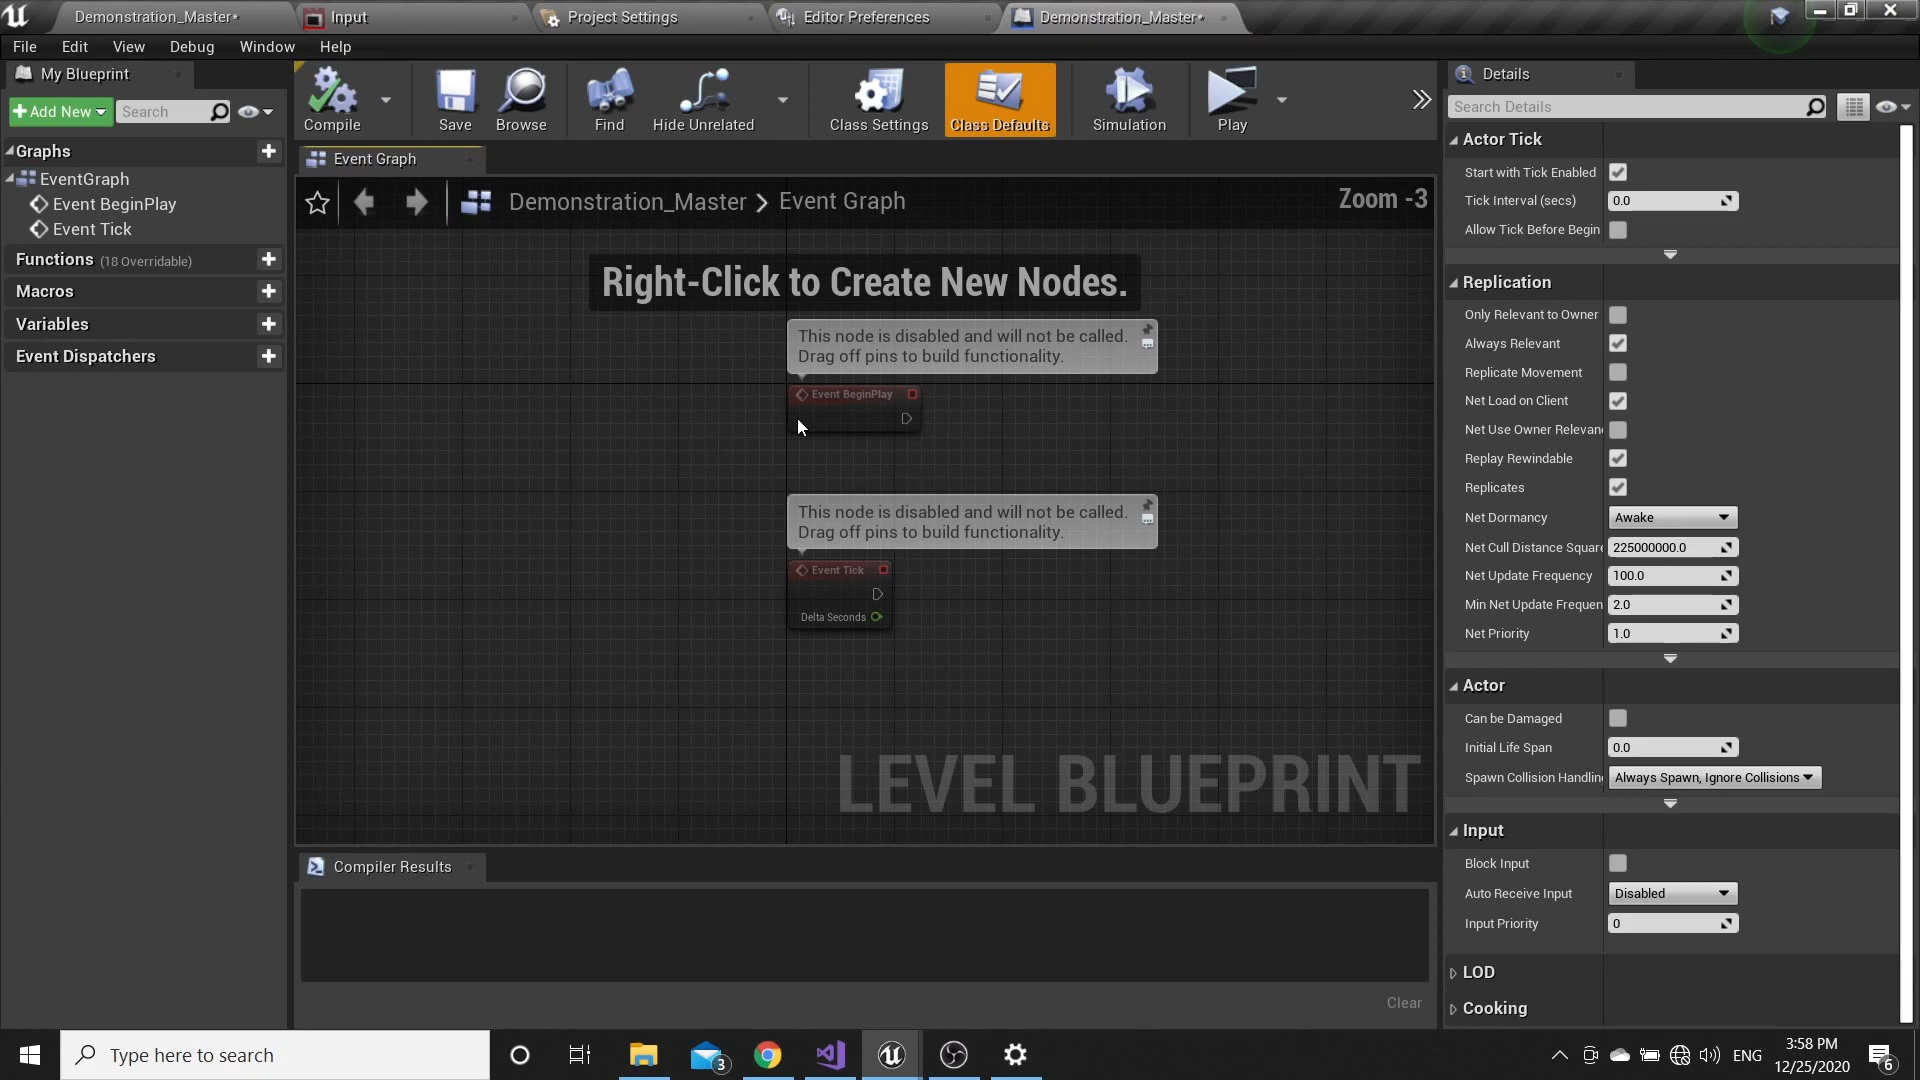 Demonstration_Master*
Input
Project Settings
Editor Preferences
Demonstration_Master*
File Edit View Debug Window Help
My Blueprint
Add New
Search
Graphs
EventGraph
Event BeginPlay
Event Tick
Functions (18 Overridable)
Macros
Variables
Event Dispatchers
Compile
Save
Browse
Find
Hide Unrelated
Class Settings
Class Defaults
Simulation
Play
Event Graph
Demonstration_Master > Event Graph
Zoom -3
Right-Click to Create New Nodes.
This node is disabled and will not be called.
Drag off pins to build functionality.
Event BeginPlay
This node is disabled and will not be called.
Drag off pins to build functionality.
Event Tick
Delta Seconds
LEVEL BLUEPRINT
Compiler Results
Clear
Details
Search Details
Actor Tick
Start with Tick Enabled
Tick Interval (secs) 0.0
Allow Tick Before Begin
Replication
Only Relevant to Owner
Always Relevant
Replicate Movement
Net Load on Client
Net Use Owner Relevan
Replay Rewindable
Replicates
Net Dormancy Awake
Net Cull Distance Square 225000000.0
Net Update Frequency 100.0
Min Net Update Frequen 2.0
Net Priority 1.0
Actor
Can be Damaged
Initial Life Span 0.0
Spawn Collision Handlin Always Spawn, Ignore Collisions
Input
Block Input
Auto Receive Input Disabled
Input Priority 0
LOD
Cooking
Type here to search
3
ENG
3:58 PM
12/25/2020
6